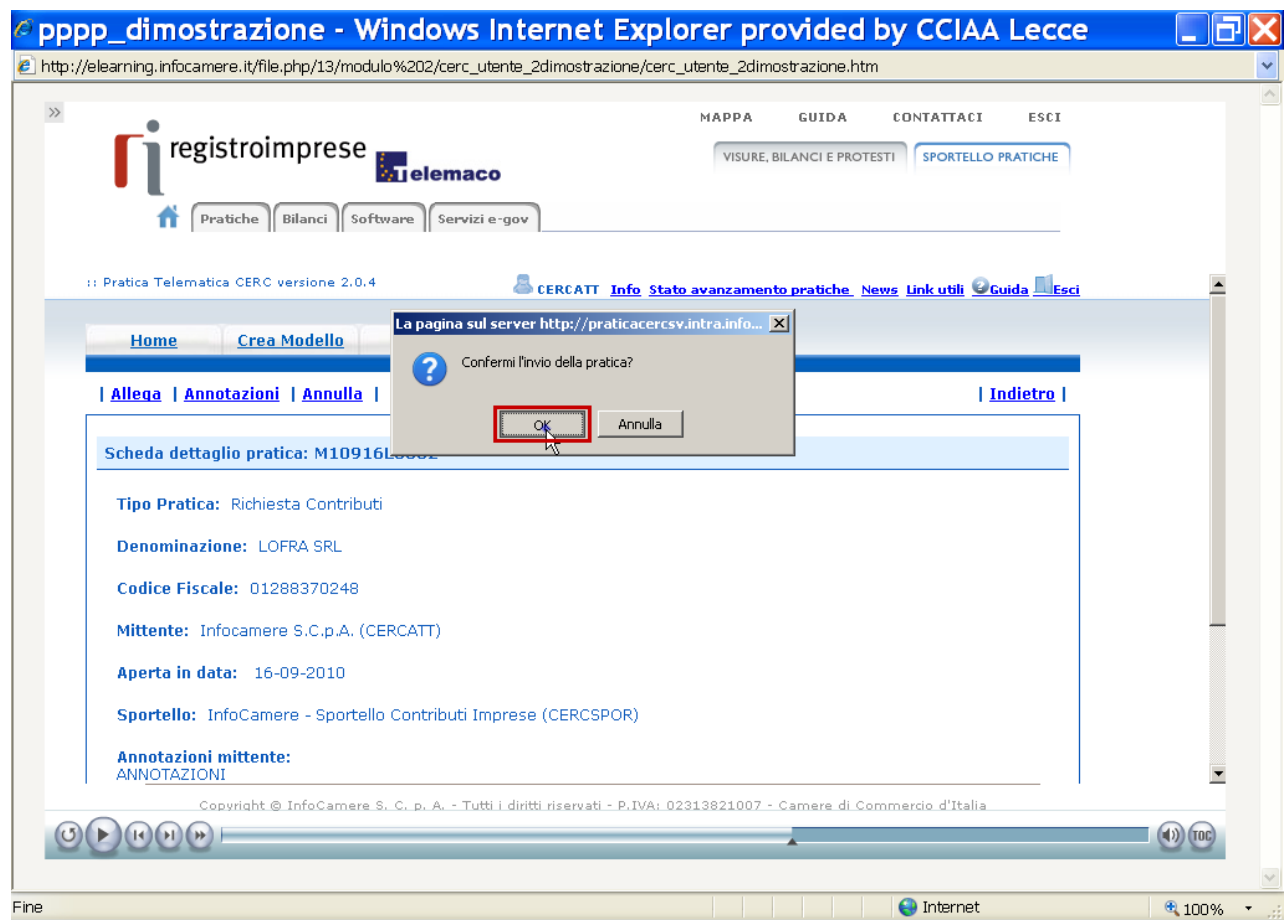 pppp_dimostrazione - Windows Internet Explorer provided by CCIAA Lecce
http://elearning.infocamere.it/file.php/13/modulo%202/cerc_utente_2dimostrazione/cerc_utente_2dimostrazione.htm
MAPPA GUIDA CONTATTACI ESCI
registroimprese
Telemaco
VISURE, BILANCI E PROTESTI SPORTELLO PRATICHE
Pratiche Bilanci Software Servizi e-gov
:: Pratica Telematica CERC versione 2.0.4
CERCATT Info Stato avanzamento pratiche News Link utili Guida Esci
La pagina sul server http://praticacercsv.intra.info...
Home Crea Modello
Confermi l'invio della pratica?
| Allega | Annotazioni | Annulla | | Indietro |
OK Annulla
Scheda dettaglio pratica:
Tipo Pratica: Richiesta Contributi
Denominazione: LOFRA SRL
Codice Fiscale: 01288370248
Mittente: Infocamere S.C.p.A. (CERCATT)
Aperta in data: 16-09-2010
Sportello: InfoCamere - Sportello Contributi Imprese (CERCSPOR)
Annotazioni mittente:
ANNOTAZIONI
Copyright © InfoCamere S. C. p. A. - Tutti i diritti riservati - P.IVA: 02313821007 - Camere di Commercio d'Italia
TOC
Fine Internet 100%